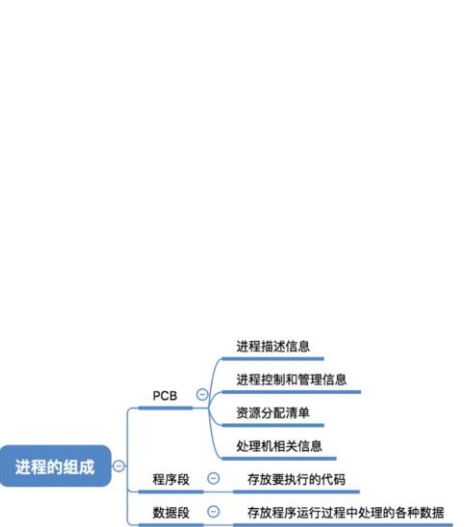 进程的组成
PCB
进程描述信息
进程控制和管理信息
资源分配清单
处理机相关信息
程序段
存放要执行的代码
数据段
存放程序运行过程中处理的各种数据